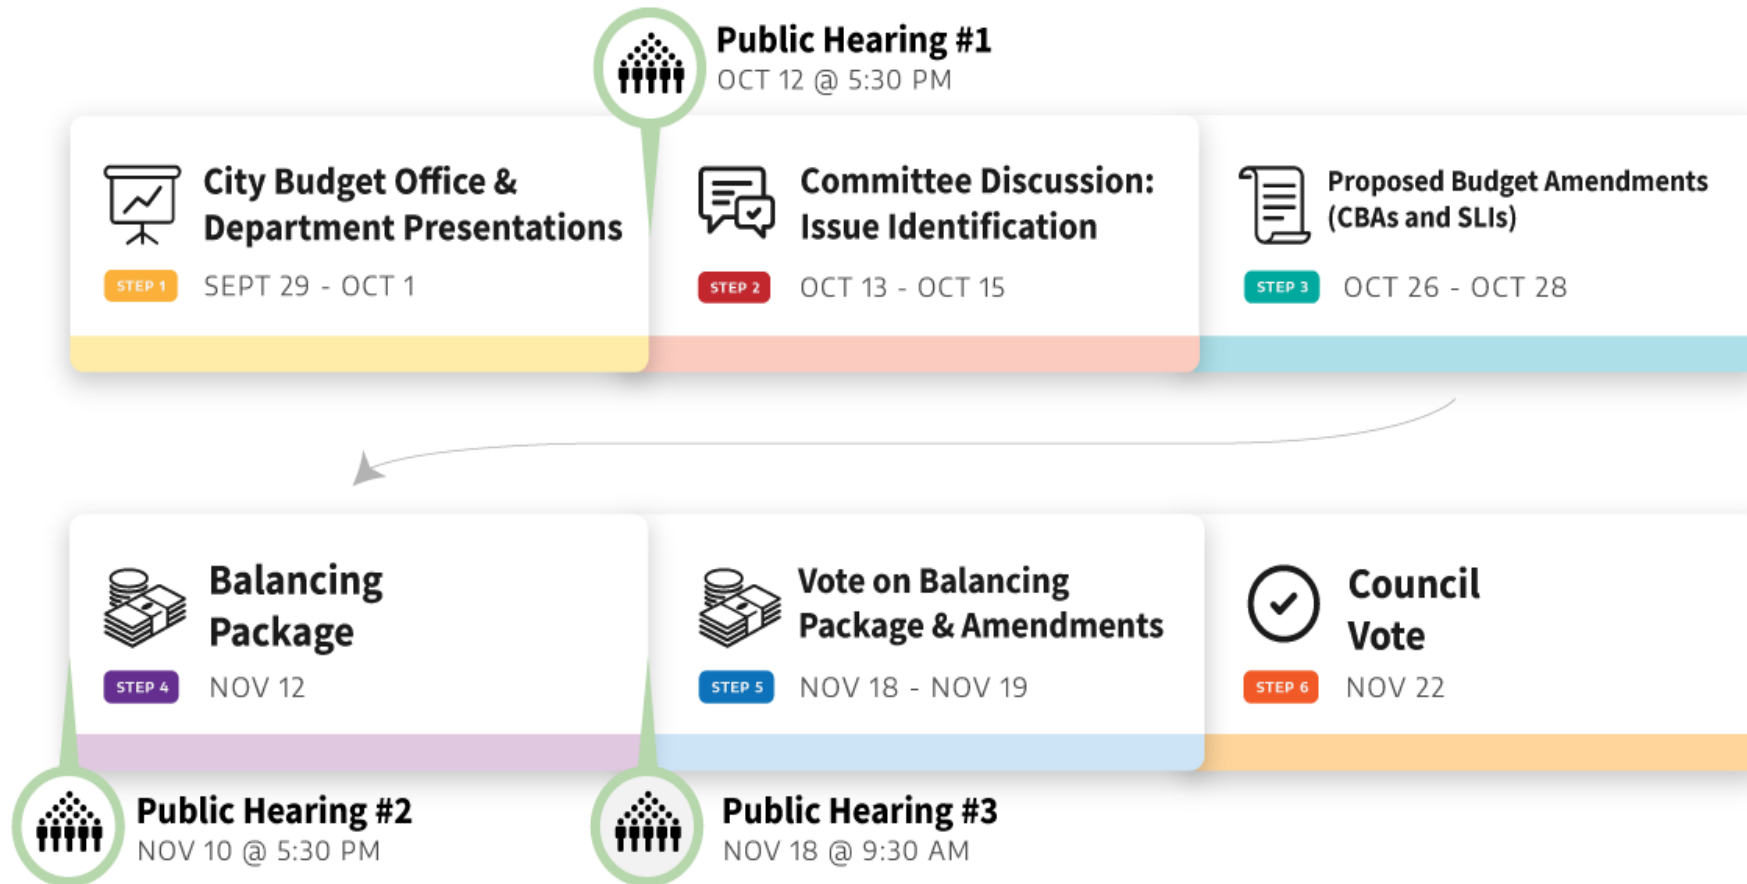 Public Hearing #1
OCT 12 @ 5:30 PM
City Budget Office &
Department Presentations
STEP 1
SEPT 29 - OCT 1
Committee Discussion:
Issue Identification
STEP 2
OCT 13 - OCT 15
Proposed Budget Amendments
(CBAs and SLIs)
STEP 3
OCT 26 - OCT 28
Balancing
Package
STEP 4
NOV 12
Vote on Balancing
Package & Amendments
STEP 5
NOV 18 - NOV 19
Council
Vote
STEP 6
NOV 22
Public Hearing #2
NOV 10 @ 5:30 PM
Public Hearing #3
NOV 18 @ 9:30 AM